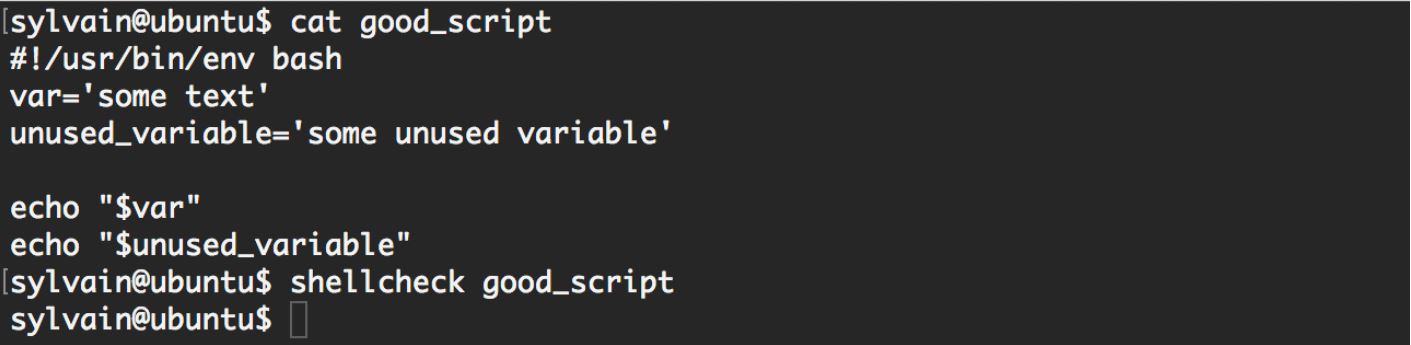 [sylvain@ubuntu$ cat good_script
#!/usr/bin/env bash
var='some text'
unused_variable='some unused variable'

echo "$var"
echo "$unused_variable"
[sylvain@ubuntu$ shellcheck good_script
sylvain@ubuntu$